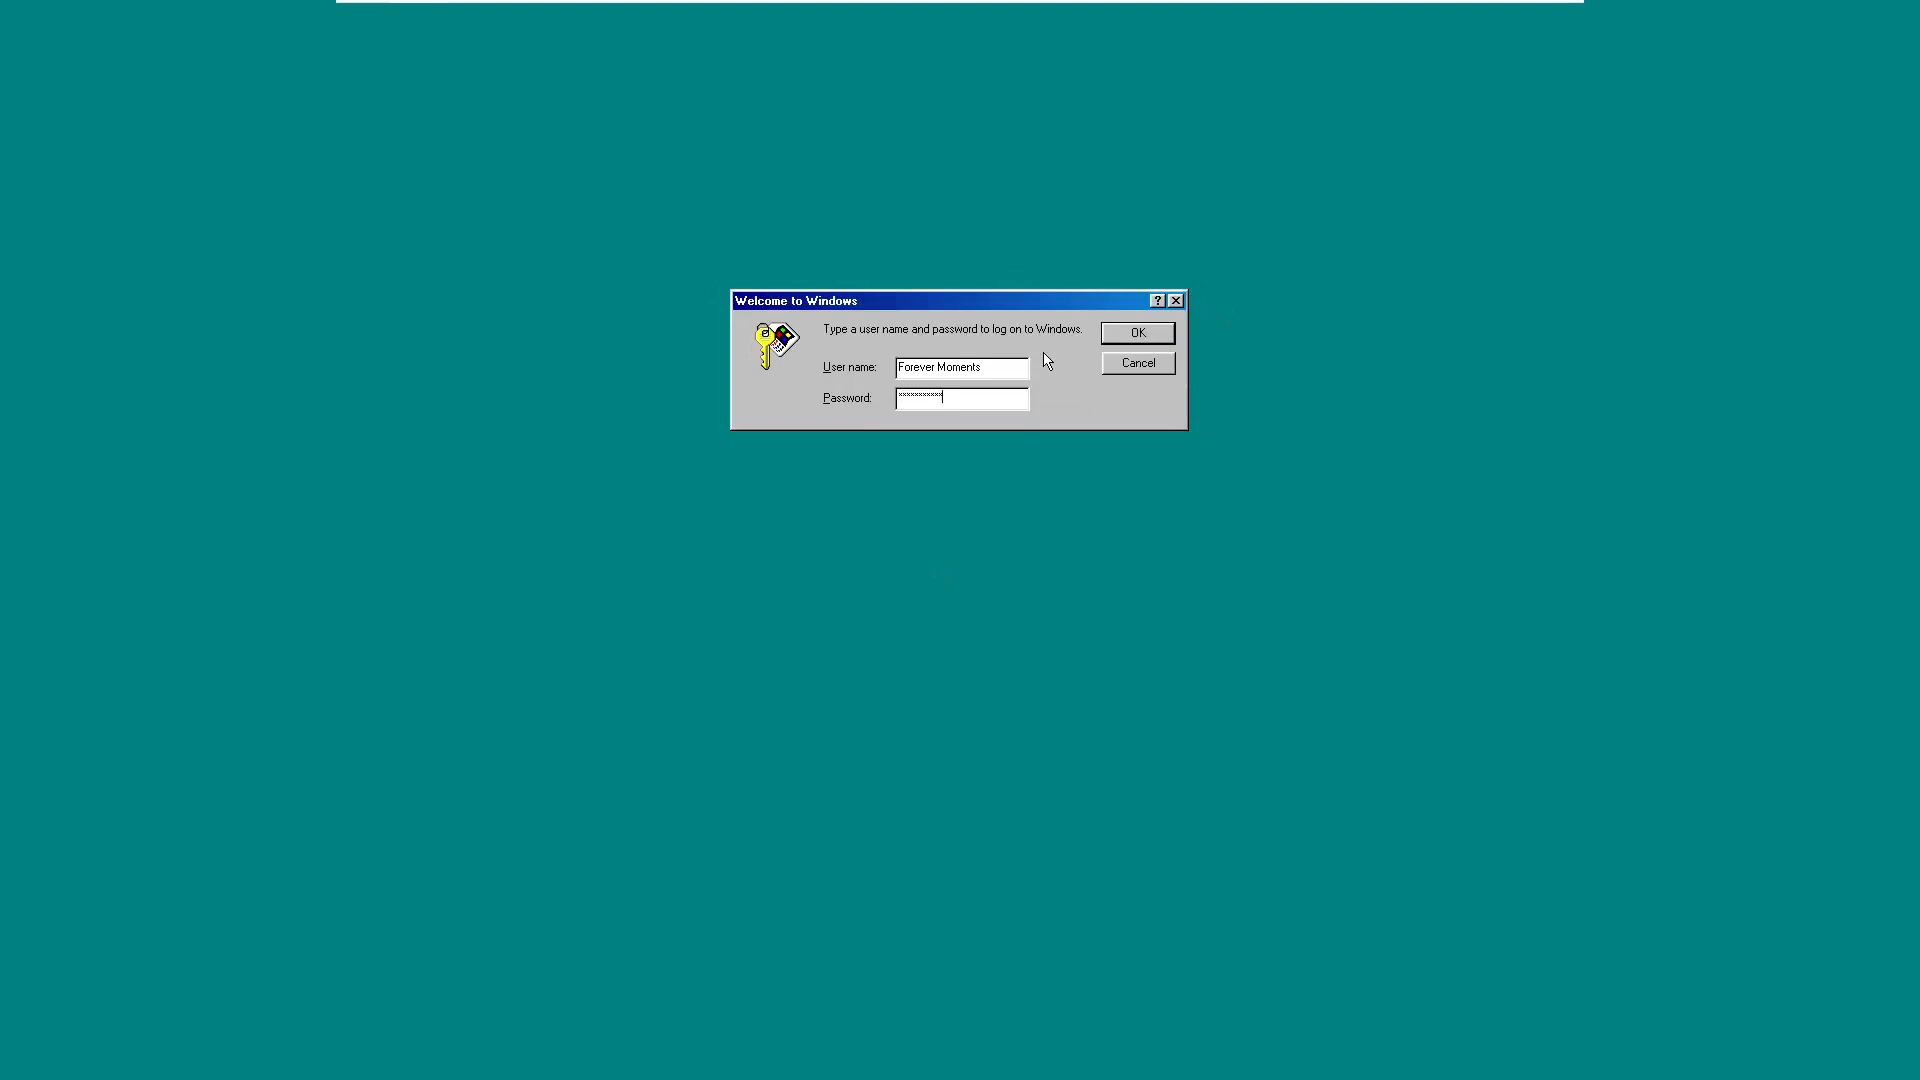 Welcome to Windows
Type a user name and password to log on to Windows.
OK
User name: Forever Moments
Cancel
Password: xxxxxxxxxxx